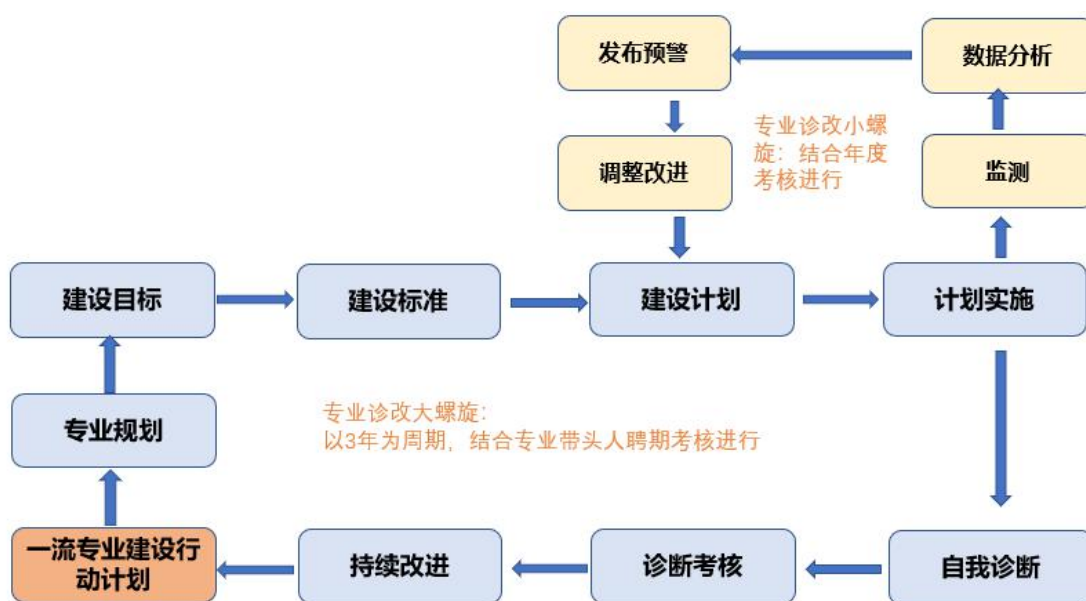 发布预警
数据分析
专业诊改小螺
旋：结合年度
考核进行
调整改进
监测
建设目标
建设标准
建设计划
计划实施
专业规划
专业诊改大螺旋：
以3年为周期，结合专业带头人聘期考核进行
一流专业建设行
动计划
持续改进
诊断考核
自我诊断